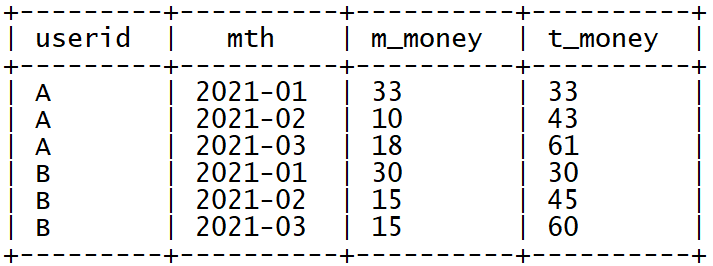 +---------+----------+---------+----------+
| userid  |   mth    | m_money | t_money  |
+---------+----------+---------+----------+
| A       | 2021-01  | 33      | 33       |
| A       | 2021-02  | 10      | 43       |
| A       | 2021-03  | 18      | 61       |
| B       | 2021-01  | 30      | 30       |
| B       | 2021-02  | 15      | 45       |
| B       | 2021-03  | 15      | 60       |
+---------+----------+---------+----------+